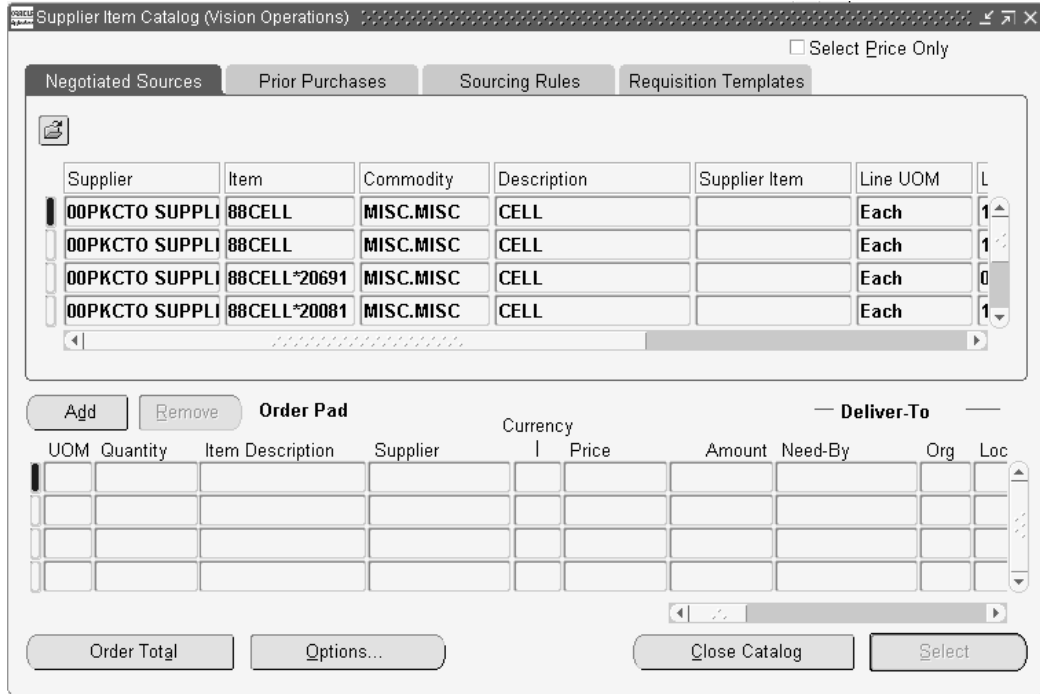 Supplier Item Catalog (Vision Operations)
Select Price Only
Negotiated Sources Prior Purchases Sourcing Rules Requisition Templates
Supplier Item Commodity Description Supplier Item Line UOM L
00PKCTO SUPPLI 88CELL MISC.MISC CELL Each 1
00PKCTO SUPPLI 88CELL MISC.MISC CELL Each 1
00PKCTO SUPPLI 88CELL*20691 MISC.MISC CELL Each 0
00PKCTO SUPPLI 88CELL*20081 MISC.MISC CELL Each 1
Add Remove Order Pad Deliver-To
Currency
UOM Quantity Item Description Supplier Price Amount Need-By Org Loc
Order Total Options... Close Catalog Select